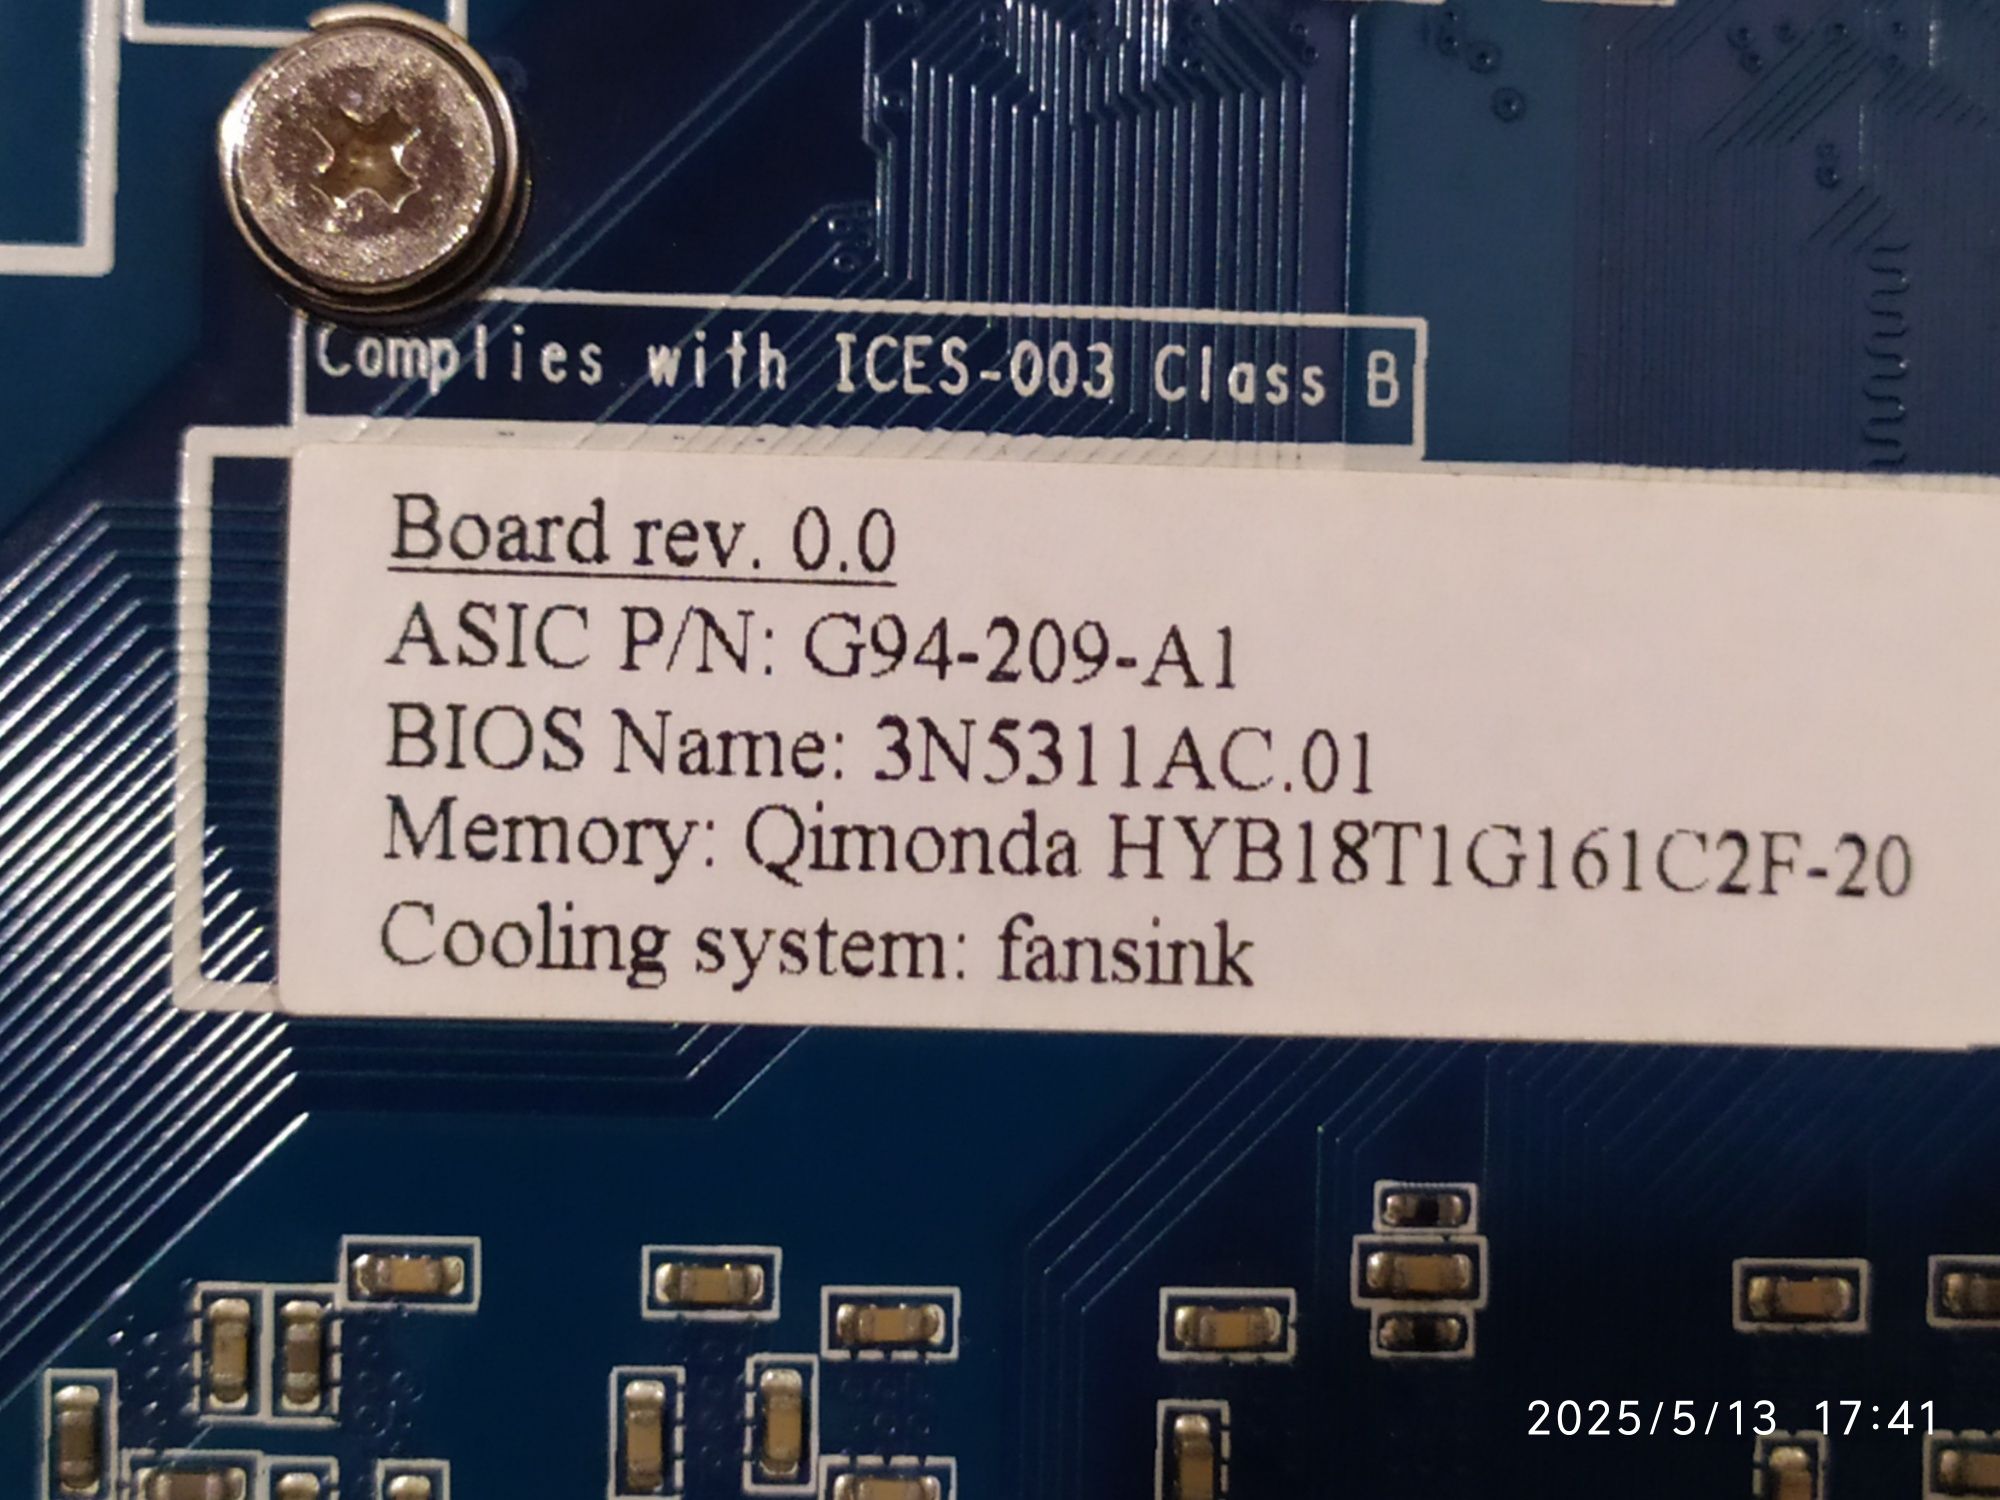 Complies with ICES-003 Class B
Board rev. 0.0
ASIC P/N: G94-209-A1
BIOS Name: 3N5311AC.01
Memory: Qimonda HYB18T1G161C2F-20
Cooling system: fansink
2025/5/13 17:41